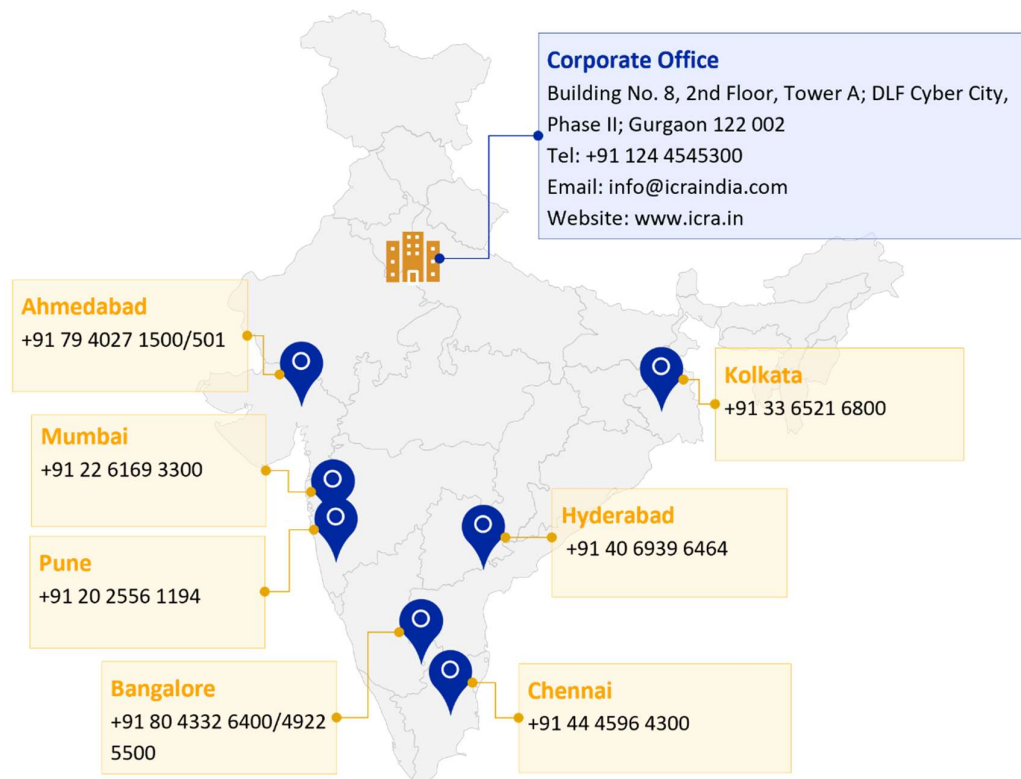 Corporate Office
Building No. 8, 2nd Floor, Tower A; DLF Cyber City,
Phase II; Gurgaon 122 002
Tel: +91 124 4545300
Email: info@icraindia.com
Website: www.icra.in
Ahmedabad
+91 79 4027 1500/501
Kolkata
+91 33 6521 6800
Mumbai
+91 22 6169 3300
Hyderabad
+91 40 6939 6464
Pune
+91 20 2556 1194
Bangalore
+91 80 4332 6400/4922
5500
Chennai
+91 44 4596 4300